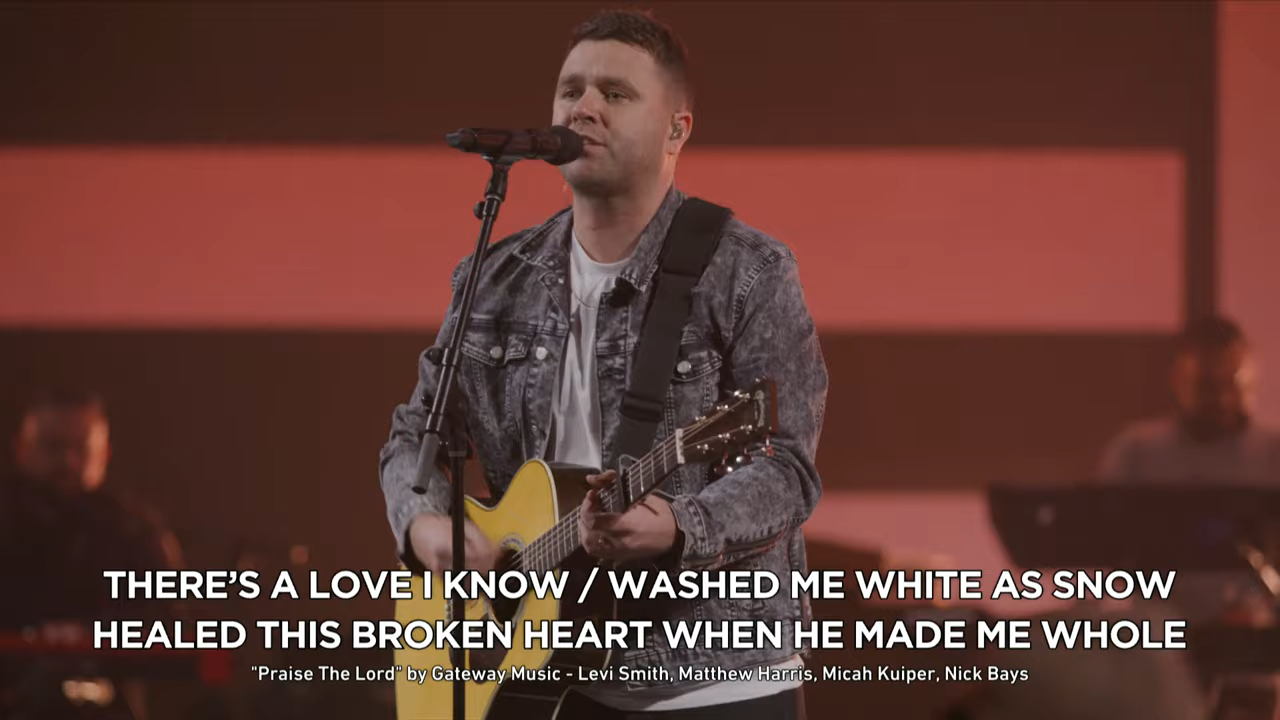 THERE’S A LOVE I KNOW / WASHED ME WHITE AS SNOW
HEALED THIS BROKEN HEART WHEN HE MADE ME WHOLE
"Praise The Lord" by Gateway Music - Levi Smith, Matthew Harris, Micah Kuiper, Nick Bays